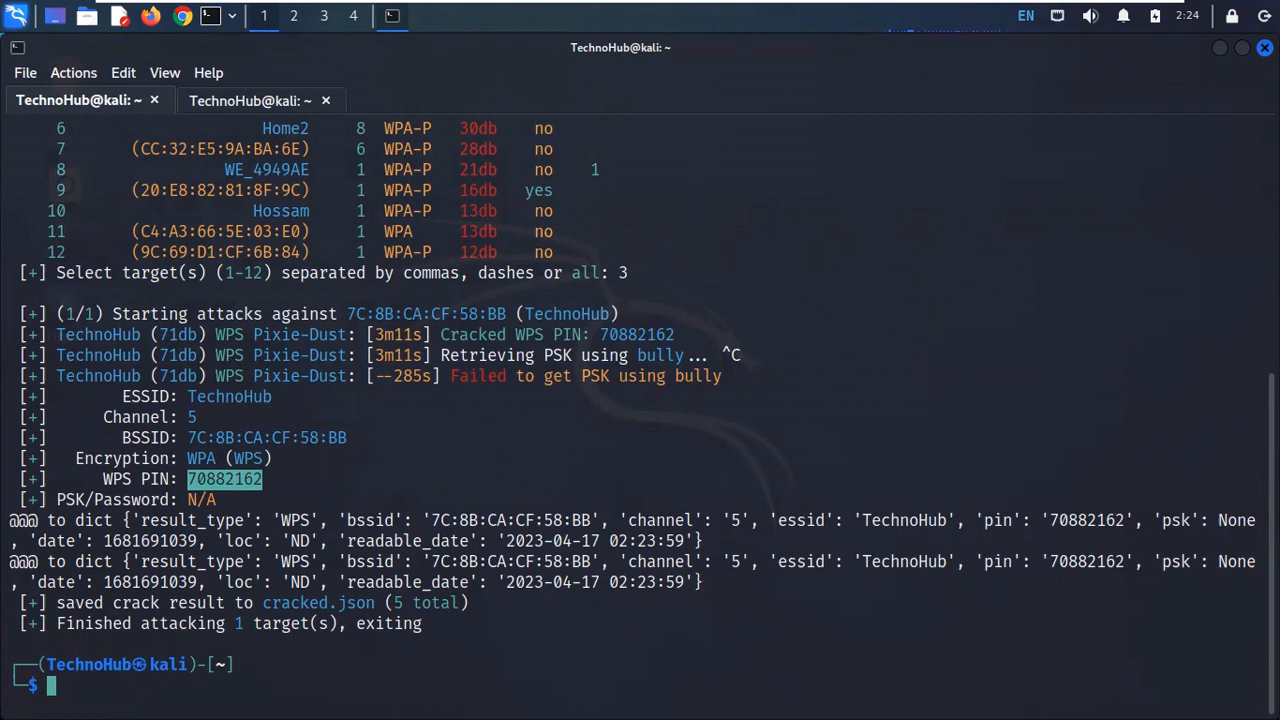 EN 2:24
1 2 3 4
TechnoHub@kali: ~
File Actions Edit View Help
TechnoHub@kali: ~ × TechnoHub@kali: ~ ×
6 Home2 8 WPA-P 30db no
7 (CC:32:E5:9A:BA:6E) 6 WPA-P 28db no
8 WE_4949AE 1 WPA-P 21db no 1
9 (20:E8:82:81:8F:9C) 1 WPA-P 16db yes
10 Hossam 1 WPA-P 13db no
11 (C4:A3:66:5E:03:E0) 1 WPA 13db no
12 (9C:69:D1:CF:6B:84) 1 WPA-P 12db no
[+] Select target(s) (1-12) separated by commas, dashes or all: 3
[+] (1/1) Starting attacks against 7C:8B:CA:CF:58:BB (TechnoHub)
[+] TechnoHub (71db) WPS Pixie-Dust: [3m11s] Cracked WPS PIN: 70882162
[+] TechnoHub (71db) WPS Pixie-Dust: [3m11s] Retrieving PSK using bully... ^C
[+] TechnoHub (71db) WPS Pixie-Dust: [--285s] Failed to get PSK using bully
[+] ESSID: TechnoHub
[+] Channel: 5
[+] BSSID: 7C:8B:CA:CF:58:BB
[+] Encryption: WPA (WPS)
[+] WPS PIN: 70882162
[+] PSK/Password: N/A
@@@ to dict {'result_type': 'WPS', 'bssid': '7C:8B:CA:CF:58:BB', 'channel': '5', 'essid': 'TechnoHub', 'pin': '70882162', 'psk': None
, 'date': 1681691039, 'loc': 'ND', 'readable_date': '2023-04-17 02:23:59'}
@@@ to dict {'result_type': 'WPS', 'bssid': '7C:8B:CA:CF:58:BB', 'channel': '5', 'essid': 'TechnoHub', 'pin': '70882162', 'psk': None
, 'date': 1681691039, 'loc': 'ND', 'readable_date': '2023-04-17 02:23:59'}
[+] saved crack result to cracked.json (5 total)
[+] Finished attacking 1 target(s), exiting
┌──(TechnoHub㉿kali)-[~]
└─$